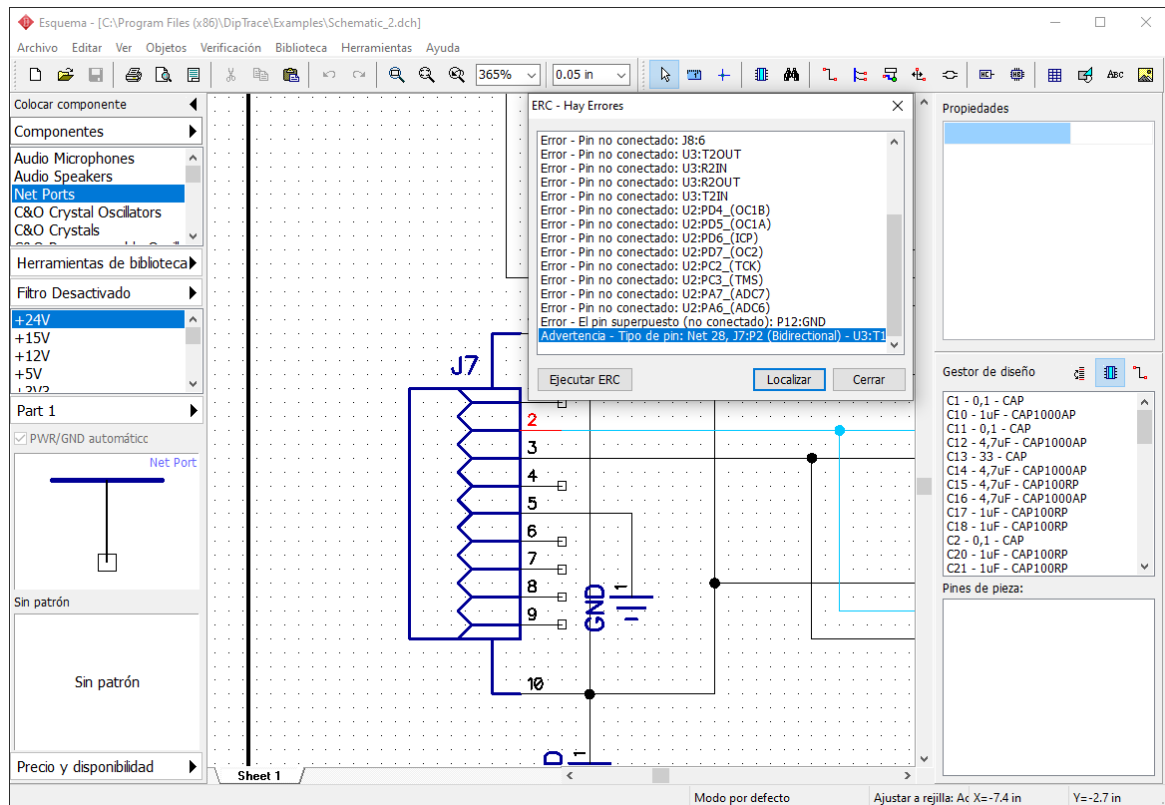 Esquema - [C:\Program Files (x86)\DipTrace\Examples\Schematic_2.dch]
Archivo Editar Ver Objetos Verificación Biblioteca Herramientas Ayuda
365% 0.05 in ABC
Colocar componente
Componentes
Audio Microphones
Audio Speakers
Net Ports
C&O Crystal Oscillators
C&O Crystals
Herramientas de biblioteca
Filtro Desactivado
+24V
+15V
+12V
+5V
Part 1
PWR/GND automátic
Net Port
Sin patrón
Sin patrón
Precio y disponibilidad
ERC - Hay Errores
Error - Pin no conectado: J8:6
Error - Pin no conectado: U3:T2OUT
Error - Pin no conectado: U3:R2IN
Error - Pin no conectado: U3:R2OUT
Error - Pin no conectado: U3:T2IN
Error - Pin no conectado: U2:PD4_(OC1B)
Error - Pin no conectado: U2:PD5_(OC1A)
Error - Pin no conectado: U2:PD6_(ICP)
Error - Pin no conectado: U2:PD7_(OC2)
Error - Pin no conectado: U2:PC2_(TCK)
Error - Pin no conectado: U2:PC3_(TMS)
Error - Pin no conectado: U2:PA7_(ADC7)
Error - Pin no conectado: U2:PA6_(ADC6)
Error - El pin superpuesto (no conectado): P12:GND
Advertencia - Tipo de pin: Net 28, J7:P2 (Bidirectional) - U3:T1
Ejecutar ERC Localizar Cerrar
J7
2
3
4
5
6
7
8
9
10
GND 1
1
Sheet 1
Propiedades
Gestor de diseño
C1 - 0,1 - CAP
C10 - 1uF - CAP1000AP
C11 - 0,1 - CAP
C12 - 4,7uF - CAP1000AP
C13 - 33 - CAP
C14 - 4,7uF - CAP1000AP
C15 - 4,7uF - CAP100RP
C16 - 4,7uF - CAP1000AP
C17 - 1uF - CAP100RP
C18 - 1uF - CAP100RP
C2 - 0,1 - CAP
C20 - 1uF - CAP100RP
C21 - 1uF - CAP100RP
Pines de pieza:
Modo por defecto Ajustar a rejilla: Ac X=-7.4 in Y=-2.7 in